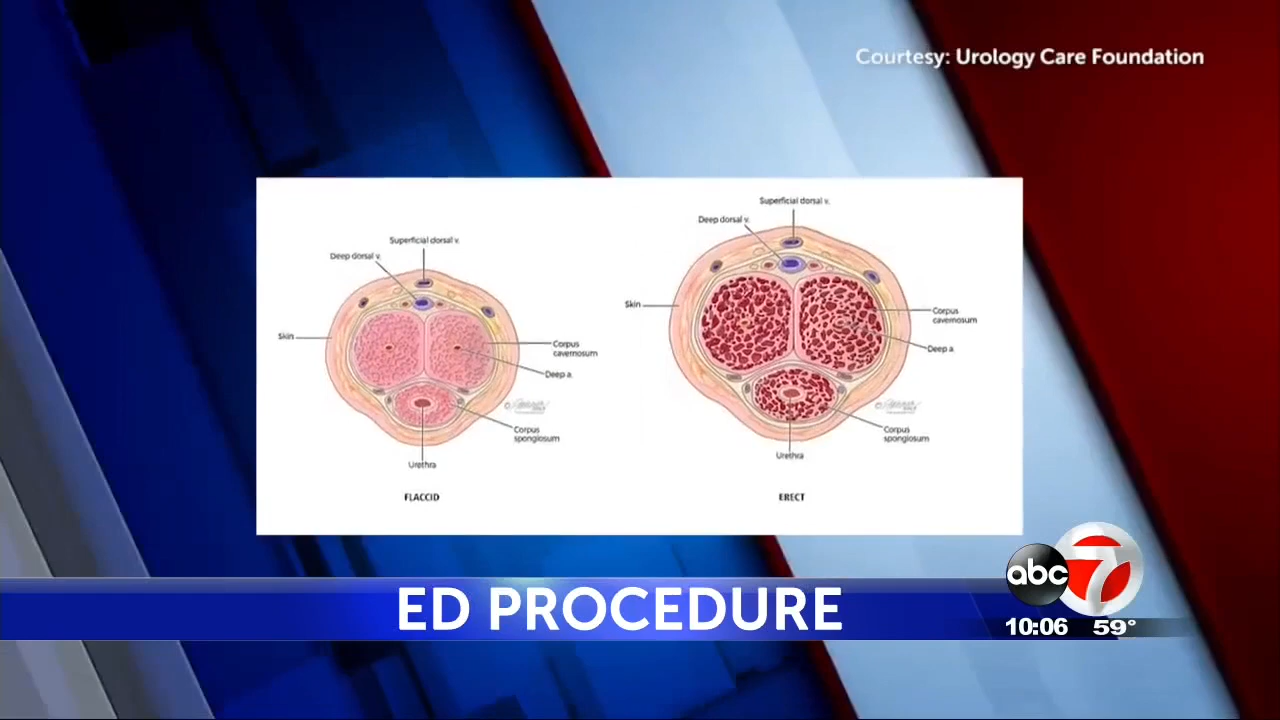 Courtesy: Urology Care Foundation
Superficial dorsal v.
Deep dorsal v.
Skin
Corpus
cavernosum
Deep a.
Corpus
spongiosum
Urethra
FLACCID
Superficial dorsal v.
Deep dorsal v.
Skin
Corpus
cavernosum
Deep a.
Corpus
spongiosum
Urethra
ERECT
ED PROCEDURE
abc 7
10:06 59°